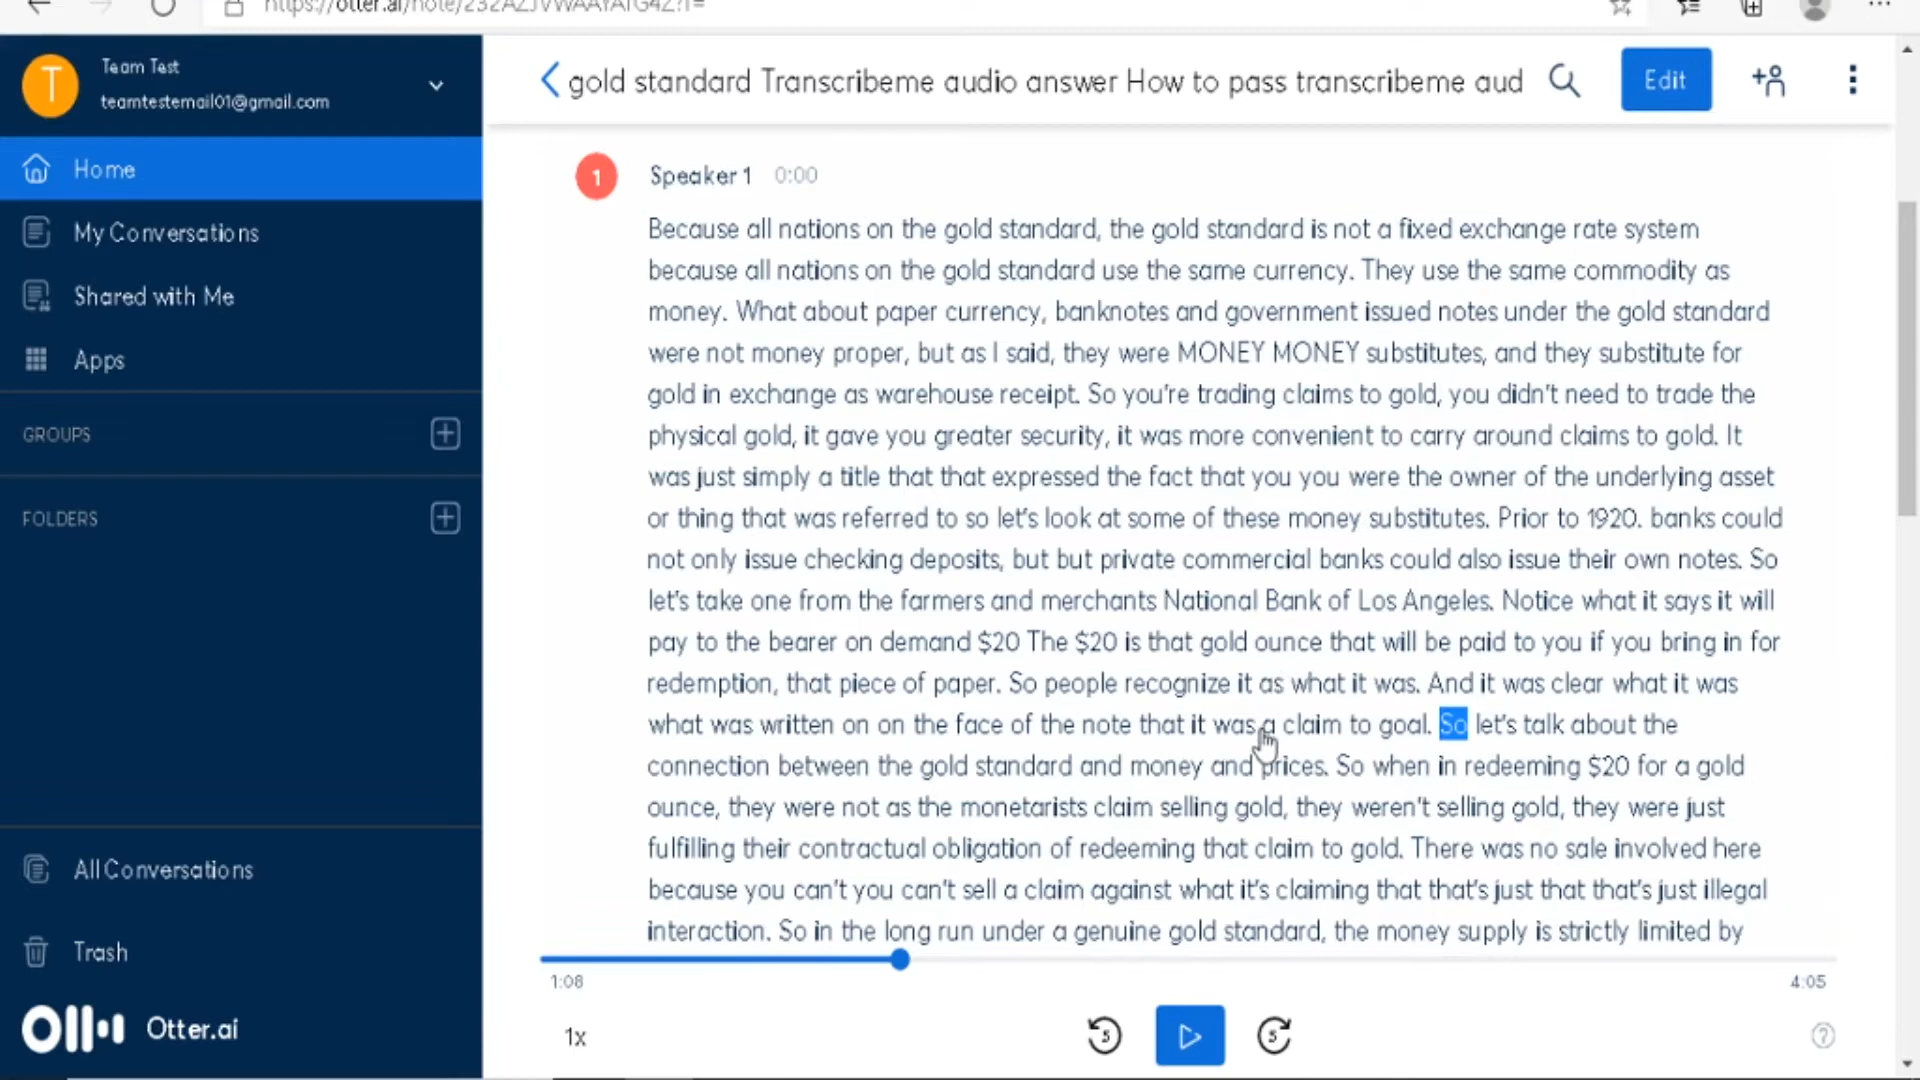 Team Test
teamtestemail01@gmail.com
Home
My Conversations
Shared with Me
Apps
GROUPS
FOLDERS
All Conversations
Trash
Otter.ai
gold standard Transcribeme audio answer How to pass transcribeme aud
Edit
1
Speaker 1 0:00
Because all nations on the gold standard, the gold standard is not a fixed exchange rate system
because all nations on the gold standard use the same currency. They use the same commodity as
money. What about paper currency, banknotes and government issued notes under the gold standard
were not money proper, but as I said, they were MONEY MONEY substitutes, and they substitute for
gold in exchange as warehouse receipt. So you're trading claims to gold, you didn't need to trade the
physical gold, it gave you greater security, it was more convenient to carry around claims to gold. It
was just simply a title that that expressed the fact that you you were the owner of the underlying asset
or thing that was referred to so let's look at some of these money substitutes. Prior to 1920. banks could
not only issue checking deposits, but but private commercial banks could also issue their own notes. So
let's take one from the farmers and merchants National Bank of Los Angeles. Notice what it says it will
pay to the bearer on demand $20 The $20 is that gold ounce that will be paid to you if you bring in for
redemption, that piece of paper. So people recognize it as what it was. And it was clear what it was
what was written on on the face of the note that it was a claim to goal. So let's talk about the
connection between the gold standard and money and prices. So when in redeeming $20 for a gold
ounce, they were not as the monetarists claim selling gold, they weren't selling gold, they were just
fulfilling their contractual obligation of redeeming that claim to gold. There was no sale involved here
because you can't you can't sell a claim against what it's claiming that that's just that that's just illegal
interaction. So in the long run under a genuine gold standard, the money supply is strictly limited by
1:08
4:05
1x
5
5
T